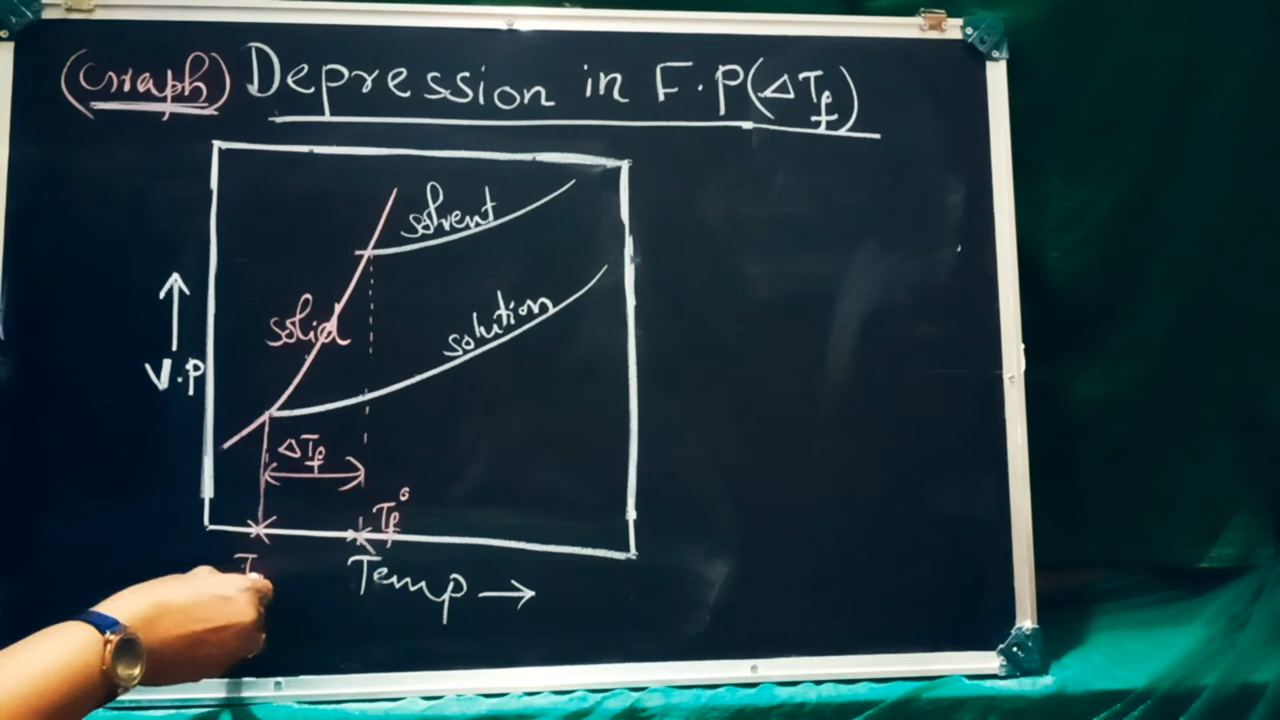 (Graph) Depression in F.P(ΔTf)
solvent
solid
solution
↑
V.P
ΔTf
Tf°
T
Temp →